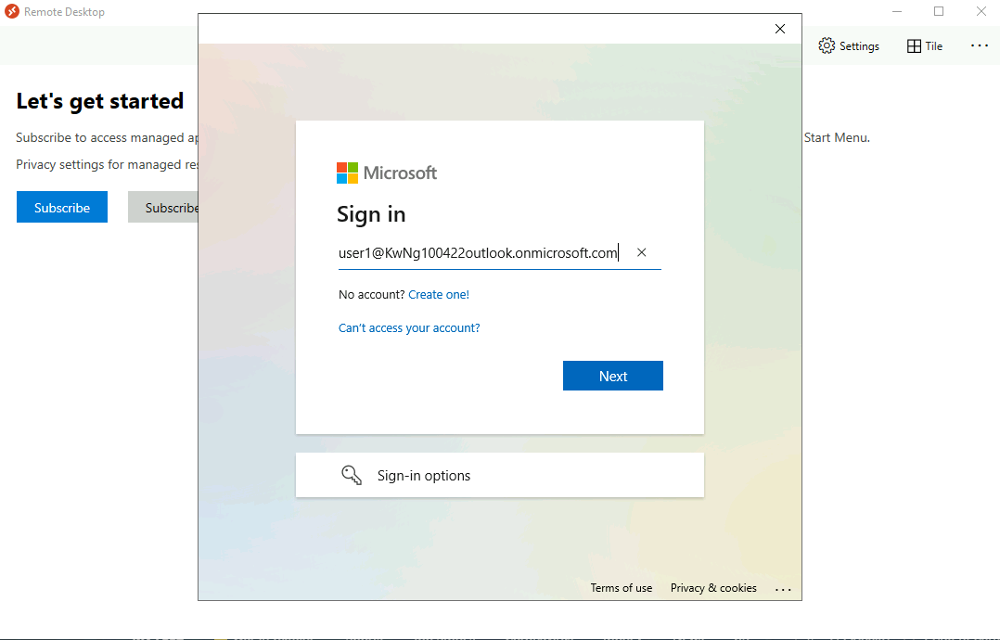 Remote Desktop
Settings
Tile
Let's get started
Subscribe to access managed ap
Start Menu.
Privacy settings for managed res
Subscribe
Subscribe
Microsoft
Sign in
user1@KwNg100422outlook.onmicrosoft.com
No account? Create one!
Can't access your account?
Next
Sign-in options
Terms of use
Privacy & cookies